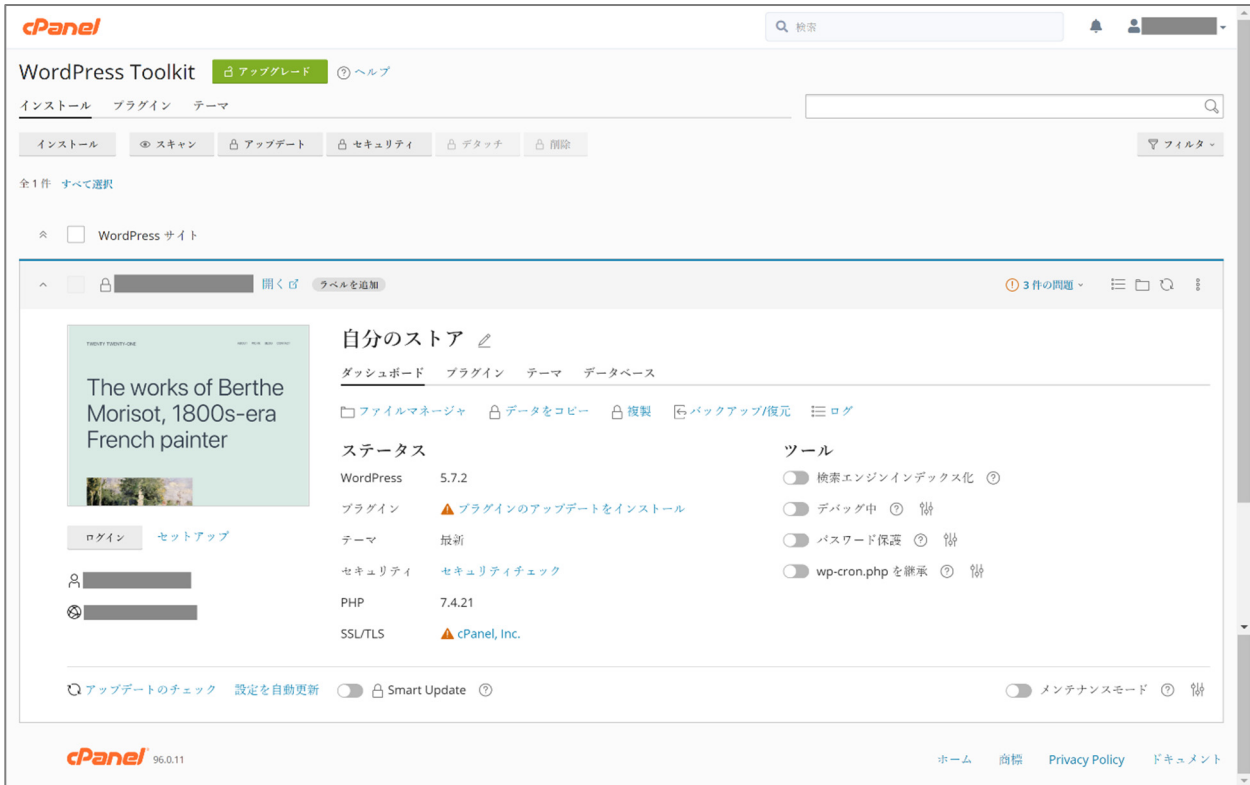 cPanel 検索
WordPress Toolkit アップグレード ? ヘルプ
インストール プラグイン テーマ
インストール スキャン アップデート セキュリティ デタッチ 削除 フィルタ
全 1 件 すべて選択
WordPress サイト
開く ラベルを追加 3 件の問題
TWENTY TWENTY-ONE
The works of Berthe
Morisot, 1800s-era
French painter
ログイン セットアップ
自分のストア
ダッシュボード プラグイン テーマ データベース
ファイルマネージャ データをコピー 複製 バックアップ/復元 ログ
ステータス
WordPress 5.7.2
プラグイン プラグインのアップデートをインストール
テーマ 最新
セキュリティ セキュリティチェック
PHP 7.4.21
SSL/TLS cPanel, Inc.
ツール
検索エンジンインデックス化 ?
デバッグ中 ?
パスワード保護 ?
wp-cron.php を継承 ?
アップデートのチェック 設定を自動更新 Smart Update ? メンテナンスモード ?
cPanel 96.0.11 ホーム 商標 Privacy Policy ドキュメント